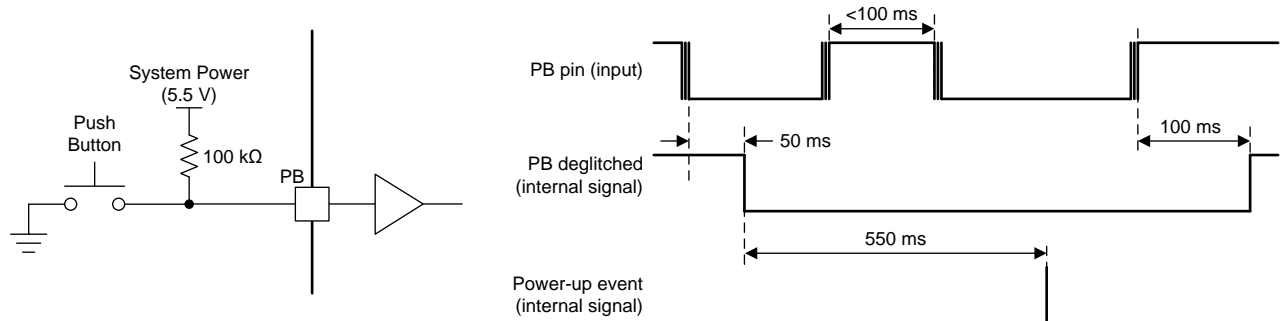 System Power
(5.5 V)
Push
Button
100 kΩ
PB
<100 ms
PB pin (input)
50 ms
100 ms
PB deglitched
(internal signal)
550 ms
Power-up event
(internal signal)